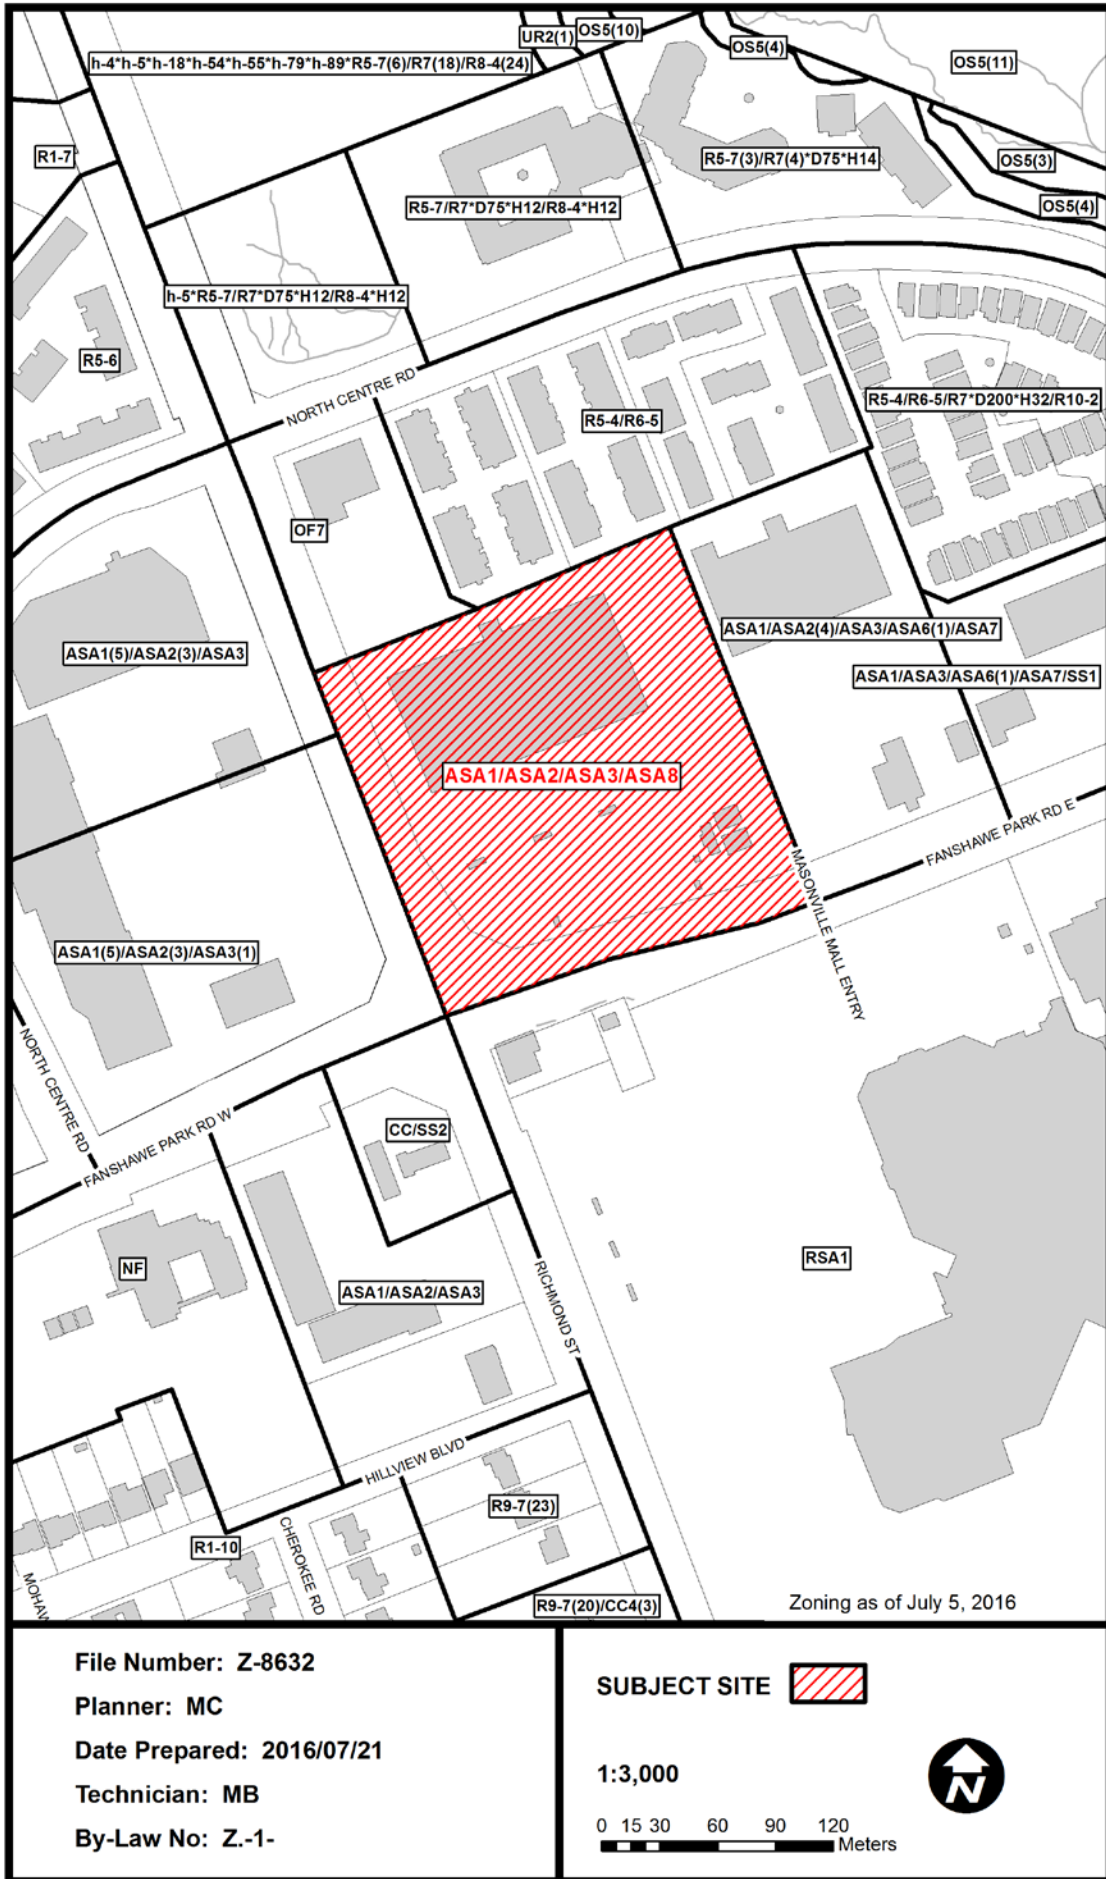 UR2(1)
OS5(10)
OS5(4)
h-4*h-5*h-18*h-54*h-55*h-79*h-89*R5-7(6)/R7(18)/R8-4(24)
OS5(11)
R1-7
R5-7(3)/R7(4)*D75*H14
OS5(3)
R5-7/R7*D75*H12/R8-4*H12
OS5(4)
h-5*R5-7/R7*D75*H12/R8-4*H12
R5-6
NORTH CENTRE RD
R5-4/R6-5/R7*D200*H32/R10-2
R5-4/R6-5
OF7
ASA1/ASA2(4)/ASA3/ASA6(1)/ASA7
ASA1(5)/ASA2(3)/ASA3
ASA1/ASA3/ASA6(1)/ASA7/SS1
ASA1/ASA2/ASA3/ASA8
FANSHAWE PARK RD E
MASONVILLE MALL ENTRY
ASA1(5)/ASA2(3)/ASA3(1)
NORTH CENTRE RD
FANSHAWE PARK RD W
CC/SS2
NF
RSA1
ASA1/ASA2/ASA3
RICHMOND ST
HILLVIEW BLVD
R9-7(23)
R1-10
CHEROKEE RD
R9-7(20)/CC4(3)
Zoning as of July 5, 2016
File Number: Z-8632
Planner: MC
Date Prepared: 2016/07/21
Technician: MB
By-Law No: Z.-1-
SUBJECT SITE
1:3,000
N
0 15 30 60 90 120
Meters